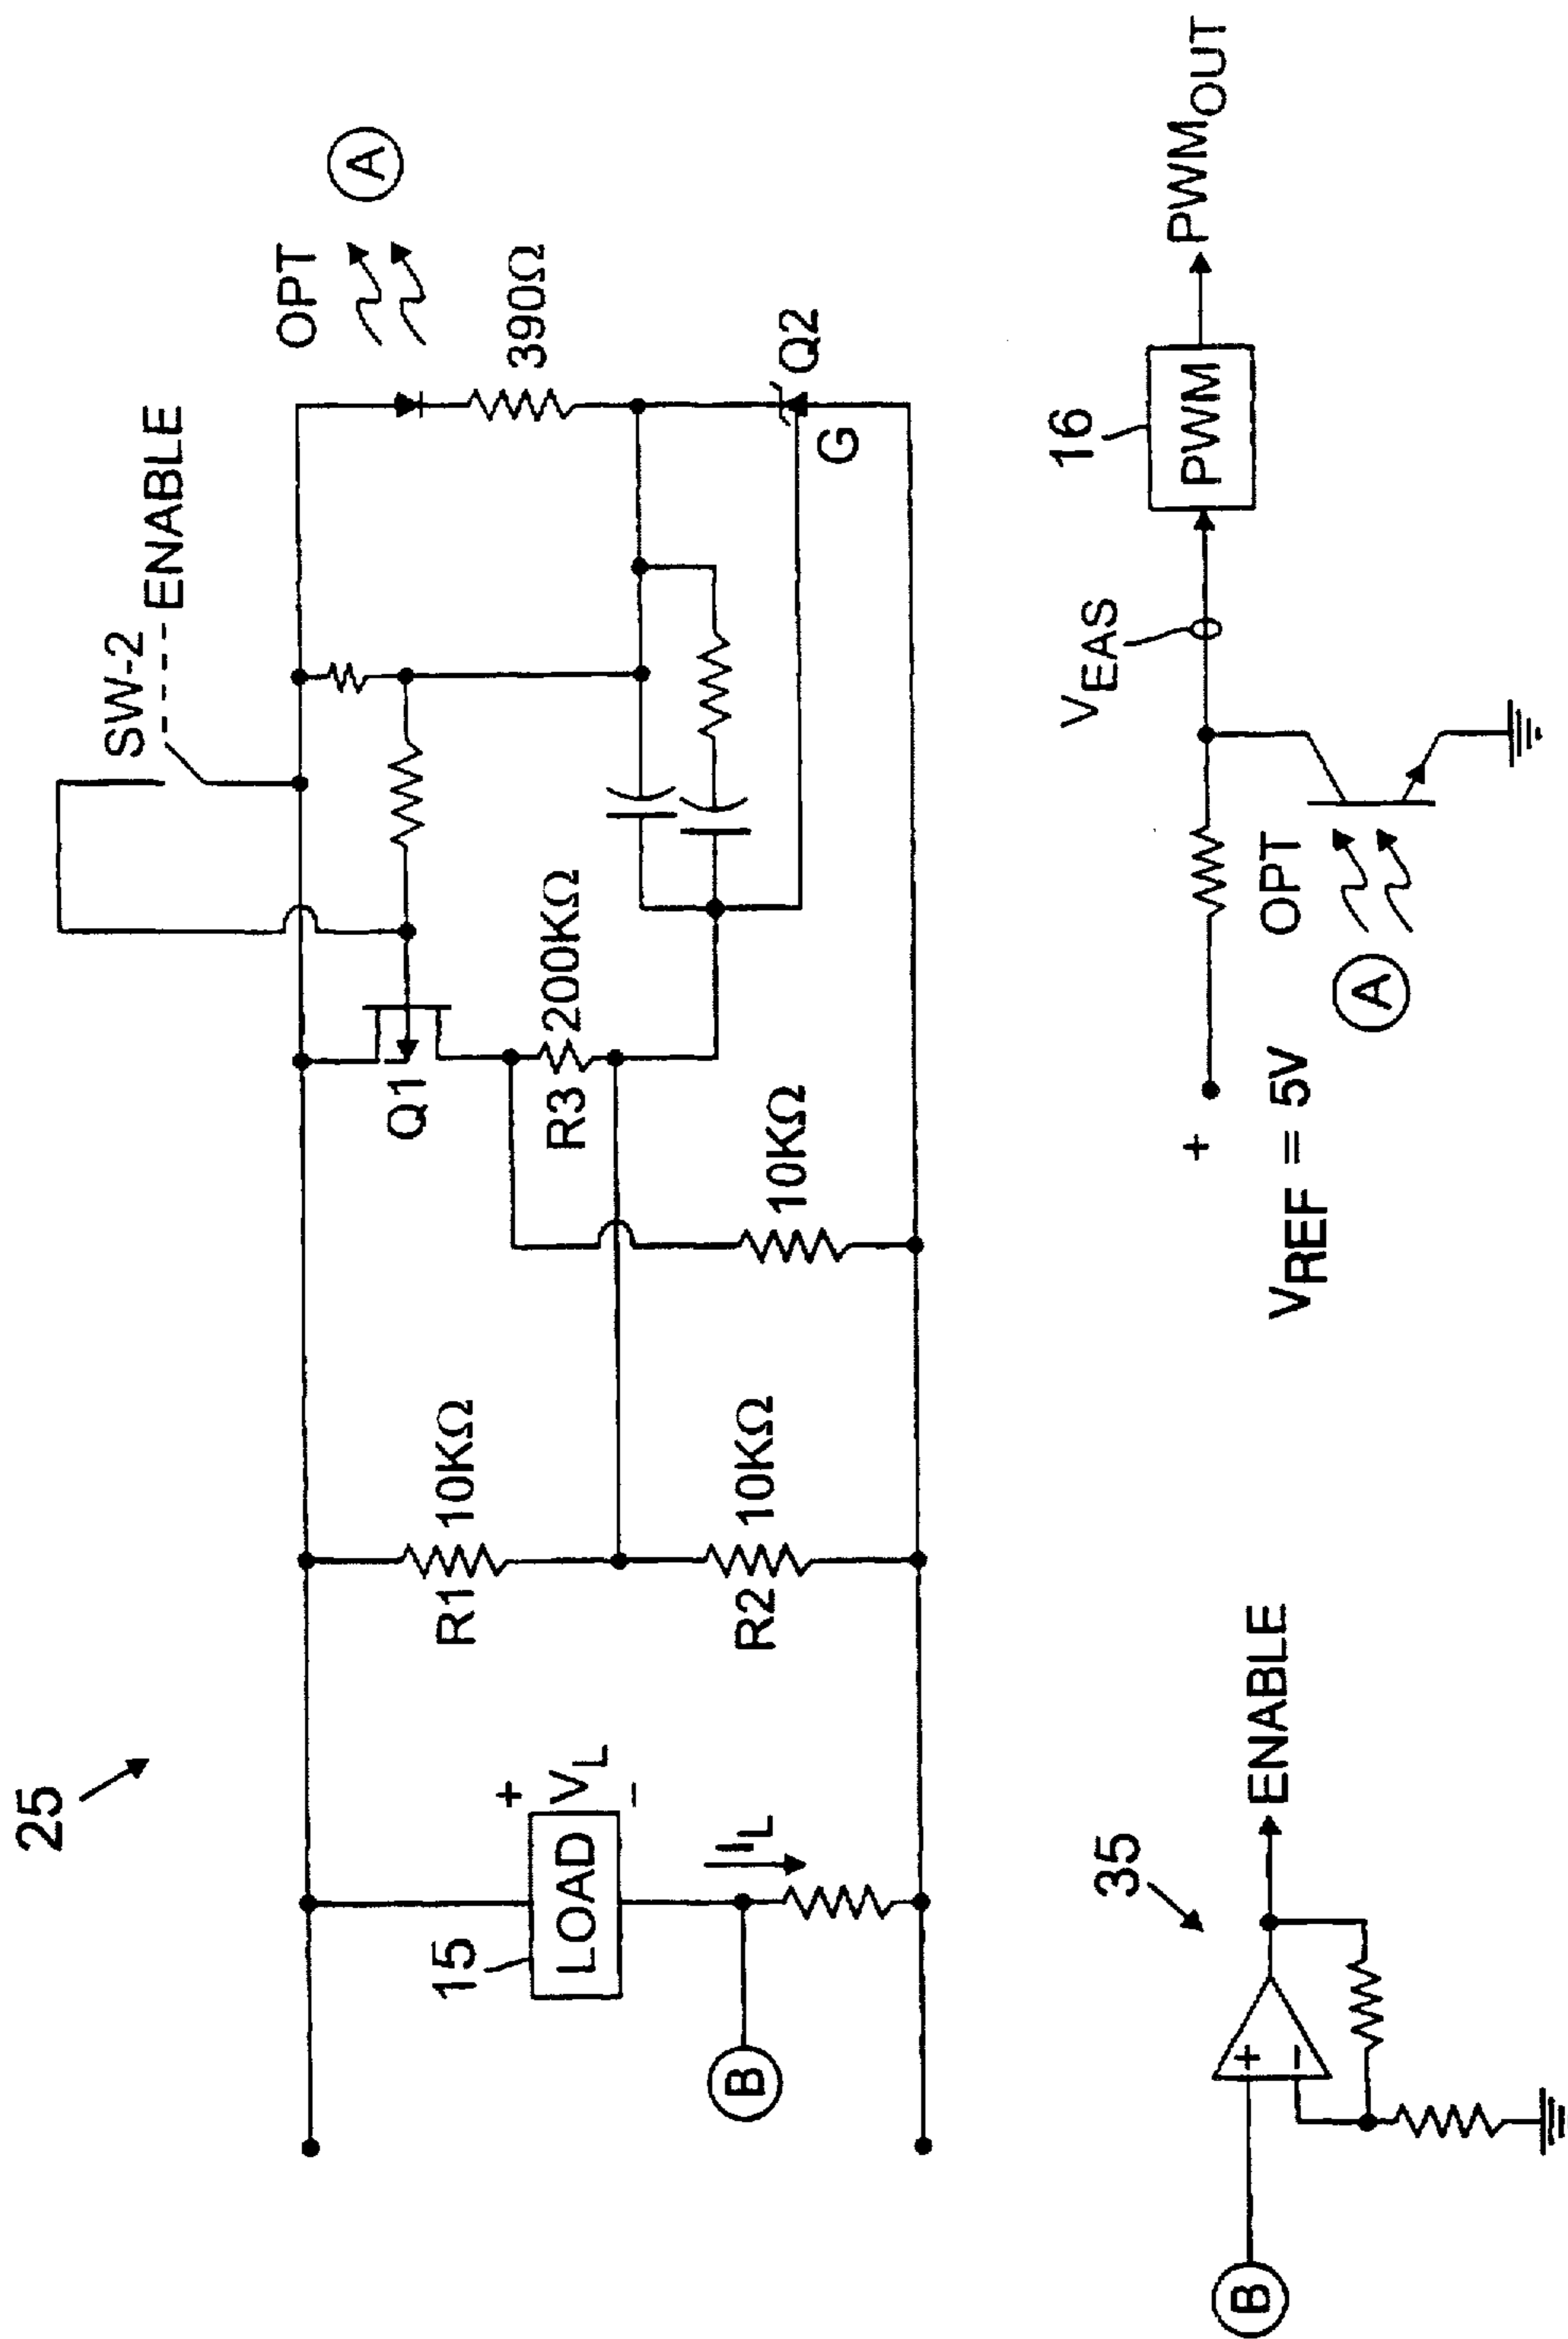 25
SW-2
ENABLE
OPT
A
390Ω
Q1
R3
200KΩ
G
Q2
10KΩ
R1
10KΩ
R2
10KΩ
15
LOAD
+
V_L
–
I_L
B
35
B
+
–
ENABLE
+
V_REF = 5V
A
OPT
V_EAS
16
PWM
PWM_OUT